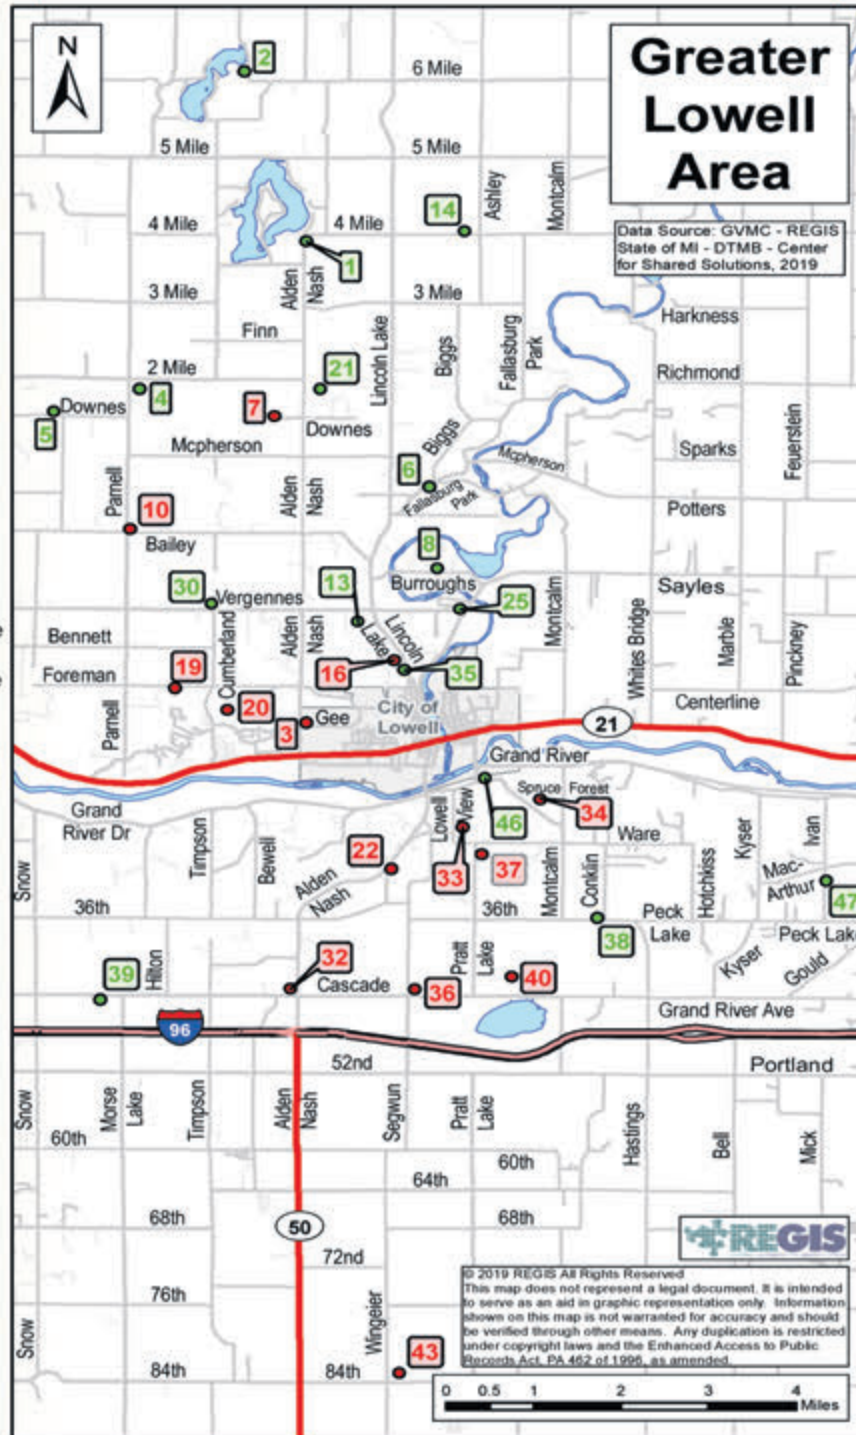 N
Greater
Lowell
Area
Data Source: GVMC - REGIS
State of MI - DTMB - Center
for Shared Solutions, 2019
2
6 Mile
5 Mile
5 Mile
Ashley
Montcalm
14
4 Mile
4 Mile
1
Alden
Nash
3 Mile
3 Mile
Harkness
Finn
Lincoln Lake
Biggs
Fallasburg
Park
2 Mile
21
Richmond
4
7
Downes
5
Downes
Mcpherson
Biggs
Mcpherson
Sparks
Feuerstein
6
Fallasburg
Park
Parnell
10
Alden
Nash
Potters
Bailey
8
30
13
Burroughs
Sayles
Vergennes
25
Bennett
Cumberland
Alden
Nash
Lake
Lincoln
Montcalm
Whites Bridge
Marble
Pinckney
Foreman
19
16
35
Centerline
20
3
Gee
City of
Lowell
Parnell
21
Grand River
Grand
River Dr
Lowell
View
Spruce Forest
46
34
Ware
Snow
Timpson
Bewell
22
33
37
Montcalm
Conklin
Hotchkiss
Kyser
Ivan
Mac-
Arthur
47
Alden
Nash
36th
36th
Peck
Lake
38
Peck Lake
Kyser
Gould
39
Hilton
32
Cascade
36
Pratt
Lake
40
Grand River Ave
96
52nd
Portland
Snow
Morse
Lake
Timpson
Alden
Nash
Segwun
Pratt
Lake
Hastings
Bell
Mick
60th
60th
64th
68th
50
68th
REGIS
72nd
76th
Snow
Wingeier
84th
84th
43
© 2019 REGIS All Rights Reserved
This map does not represent a legal document. It is intended
to serve as an aid in graphic representation only. Information
shown on this map is not warranted for accuracy and should
be verified through other means. Any duplication is restricted
under copyright laws and the Enhanced Access to Public
Records Act, PA 462 of 1996, as amended.
0 0.5 1 2 3 4
Miles